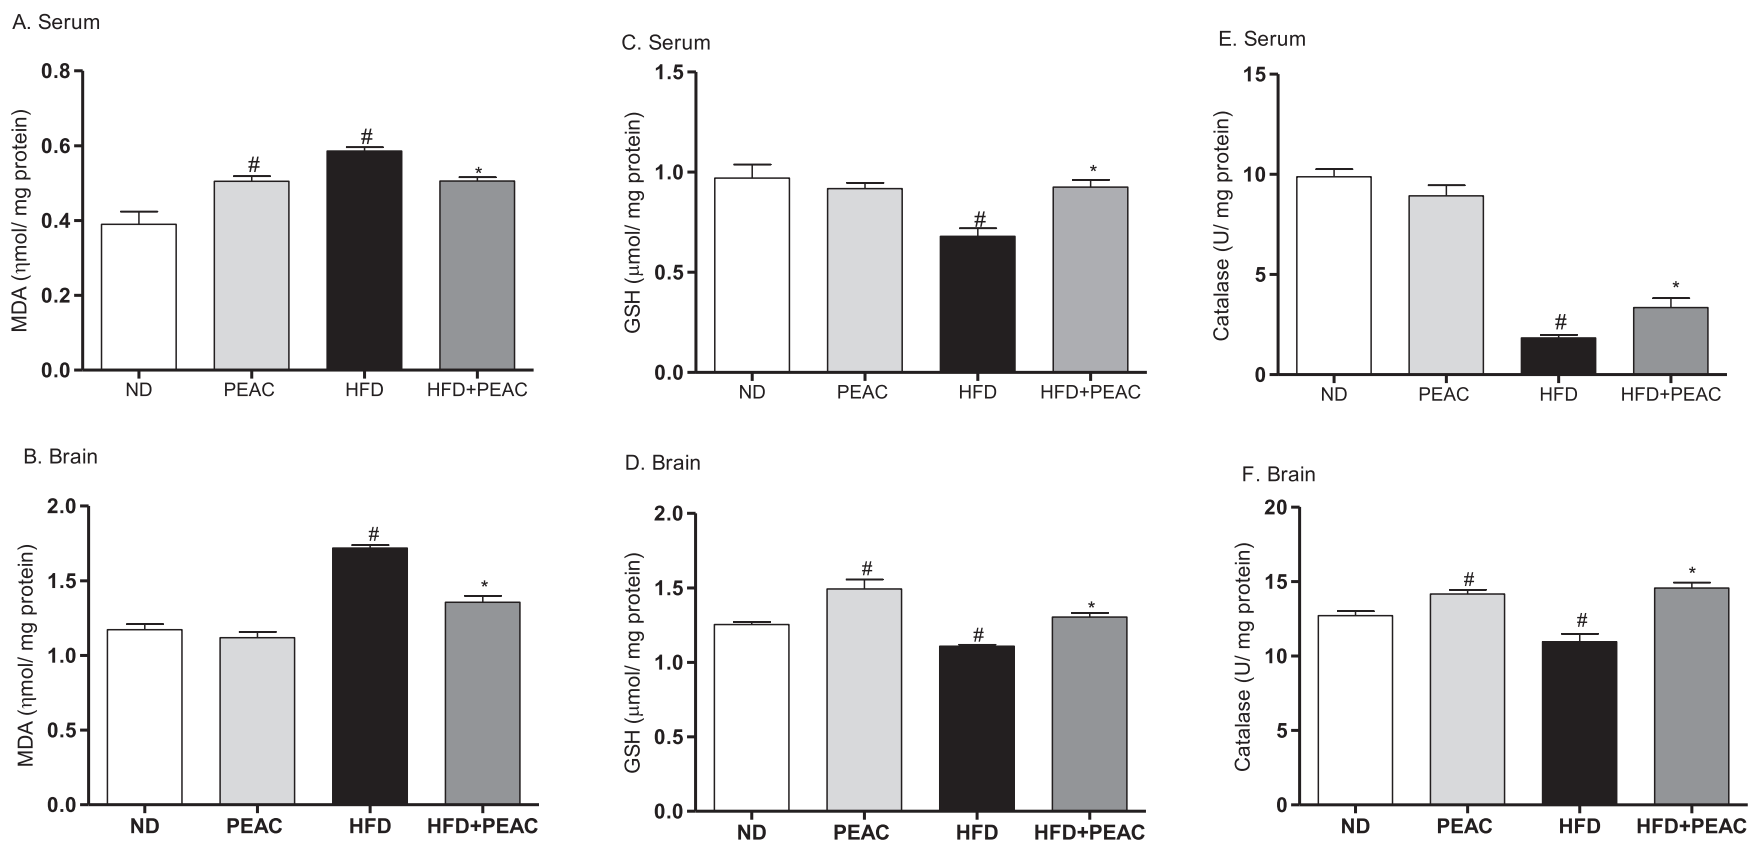 A. Serum
MDA (ηmol/ mg protein)
0.8
0.6
0.4
0.2
0.0
#
#
*
ND PEAC HFD HFD+PEAC
C. Serum
GSH (μmol/ mg protein)
1.5
1.0
0.5
0.0
#
*
ND PEAC HFD HFD+PEAC
E. Serum
Catalase (U/ mg protein)
15
10
5
0
#
*
ND PEAC HFD HFD+PEAC
B. Brain
MDA (ηmol/ mg protein)
2.0
1.5
1.0
0.5
0.0
#
*
ND PEAC HFD HFD+PEAC
D. Brain
GSH (μmol/ mg protein)
2.0
1.5
1.0
0.5
0.0
#
#
*
ND PEAC HFD HFD+PEAC
F. Brain
Catalase (U/ mg protein)
20
15
10
5
0
#
#
*
ND PEAC HFD HFD+PEAC